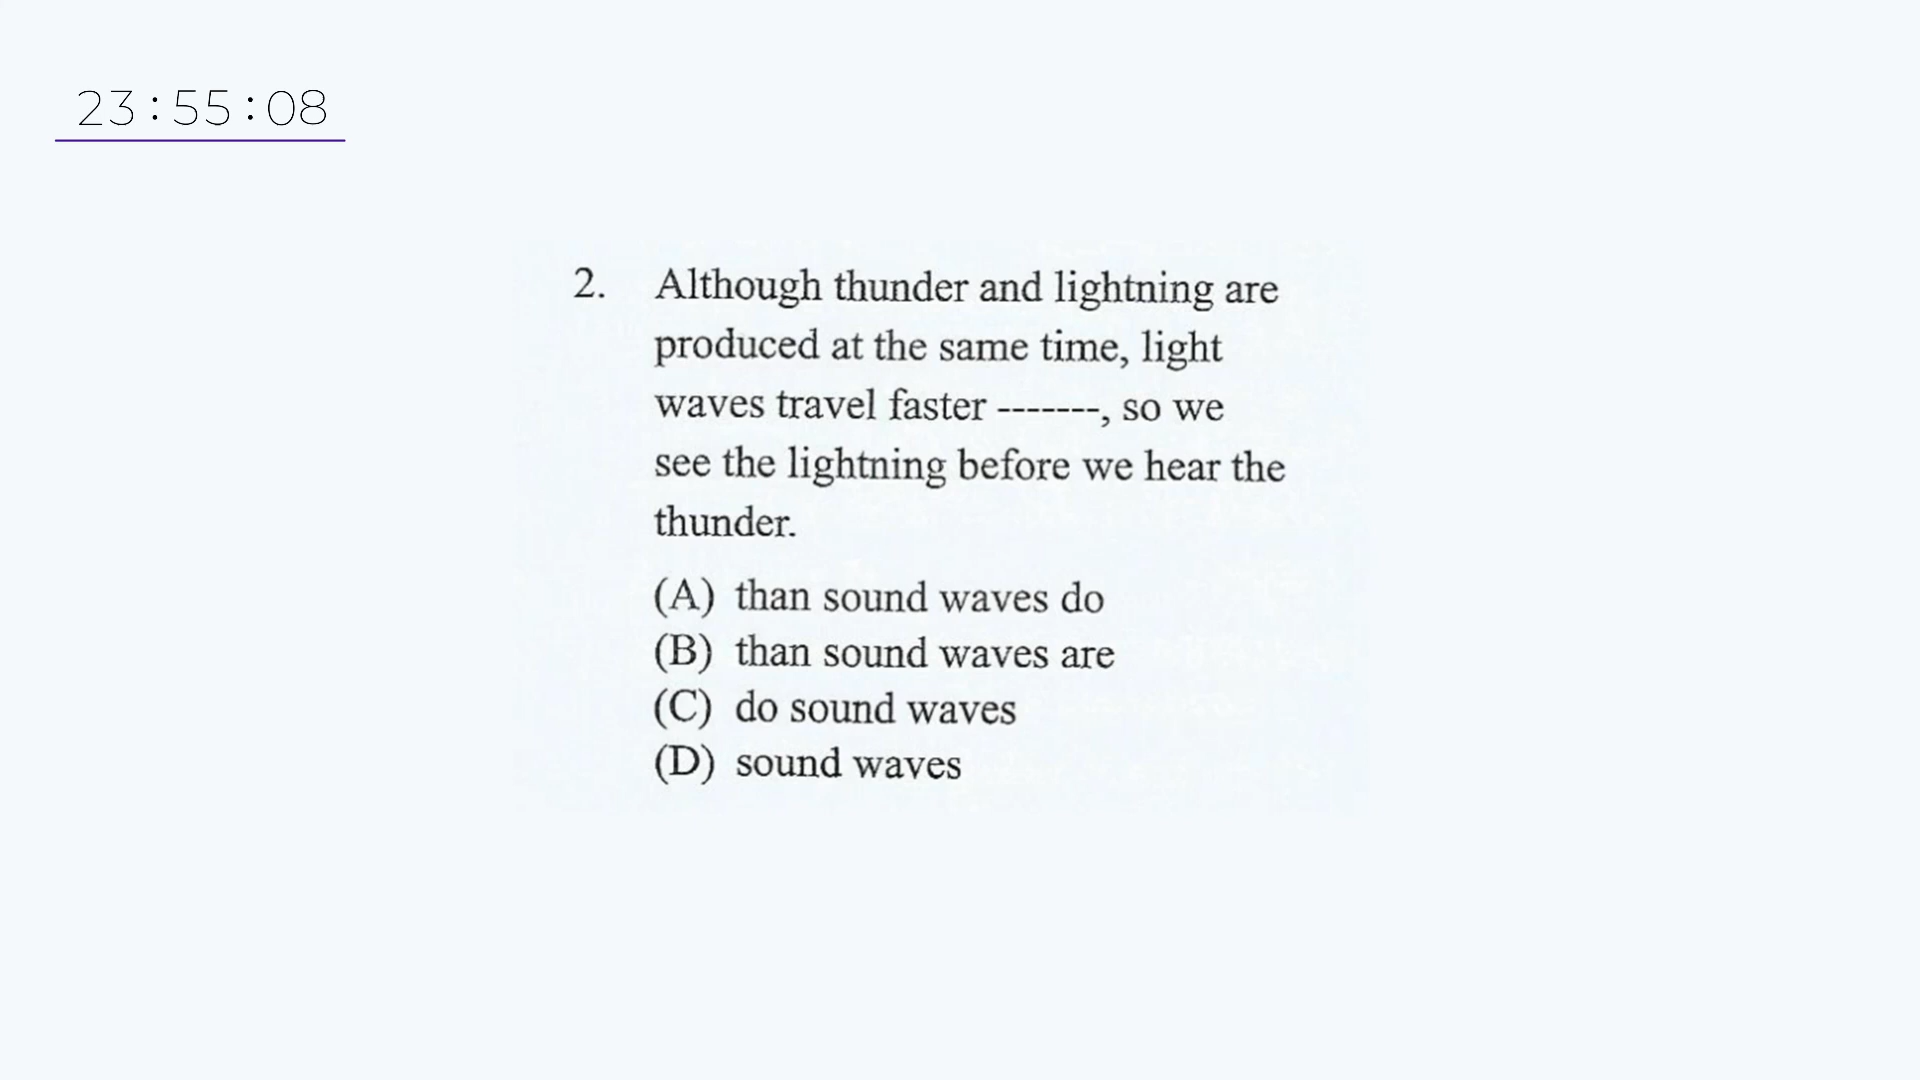 23:55:08
2. Although thunder and lightning are
produced at the same time, light
waves travel faster -------, so we
see the lightning before we hear the
thunder.
(A) than sound waves do
(B) than sound waves are
(C) do sound waves
(D) sound waves